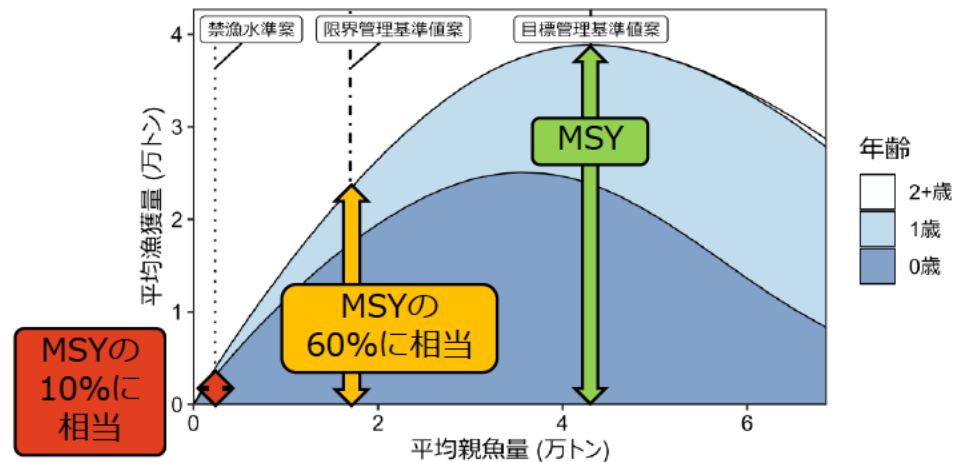 禁漁水準案
限界管理基準値案
目標管理基準値案
平均漁獲量 (万トン)
4
3
2
1
0
MSY
MSYの
60%に相当
MSYの
10%に
相当
0
2
4
6
平均親魚量 (万トン)
年齢
2+歳
1歳
0歳